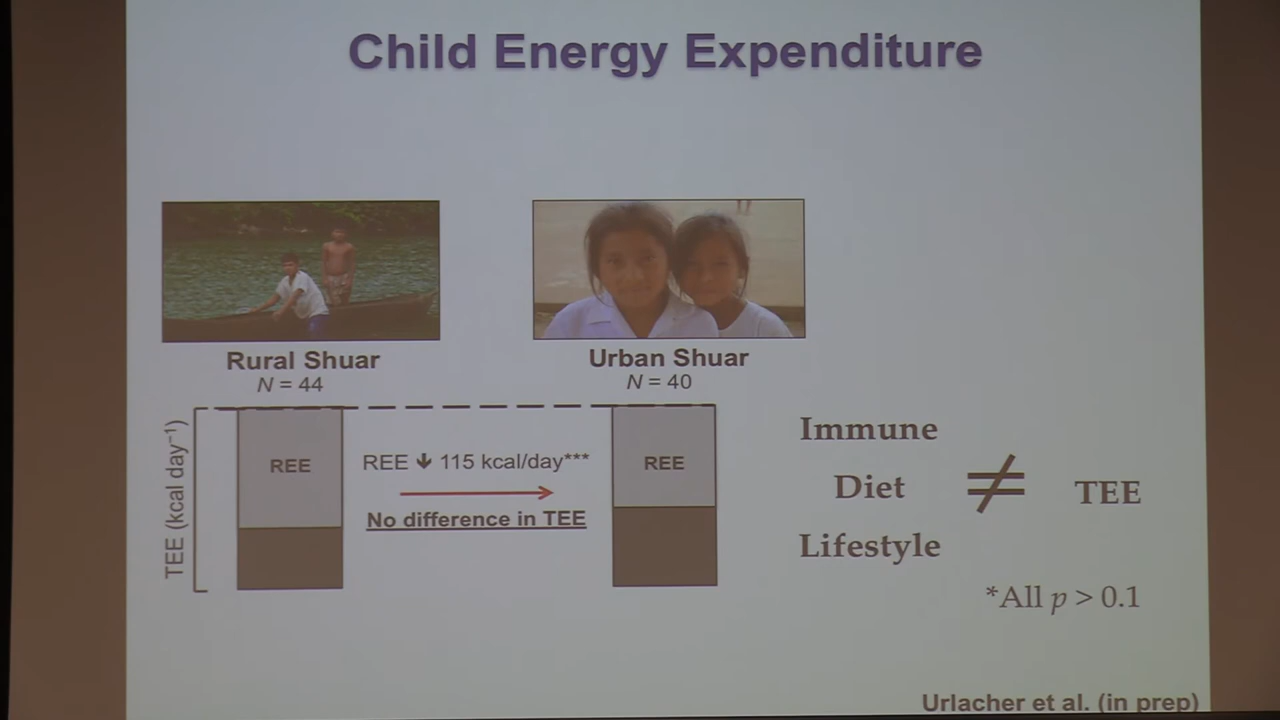 Child Energy Expenditure
Rural Shuar
N = 44
Urban Shuar
N = 40
TEE (kcal day⁻¹)
REE
REE ↓ 115 kcal/day***
No difference in TEE
REE
Immune
Diet
Lifestyle
≠
TEE
*All p > 0.1
Urlacher et al. (in prep)